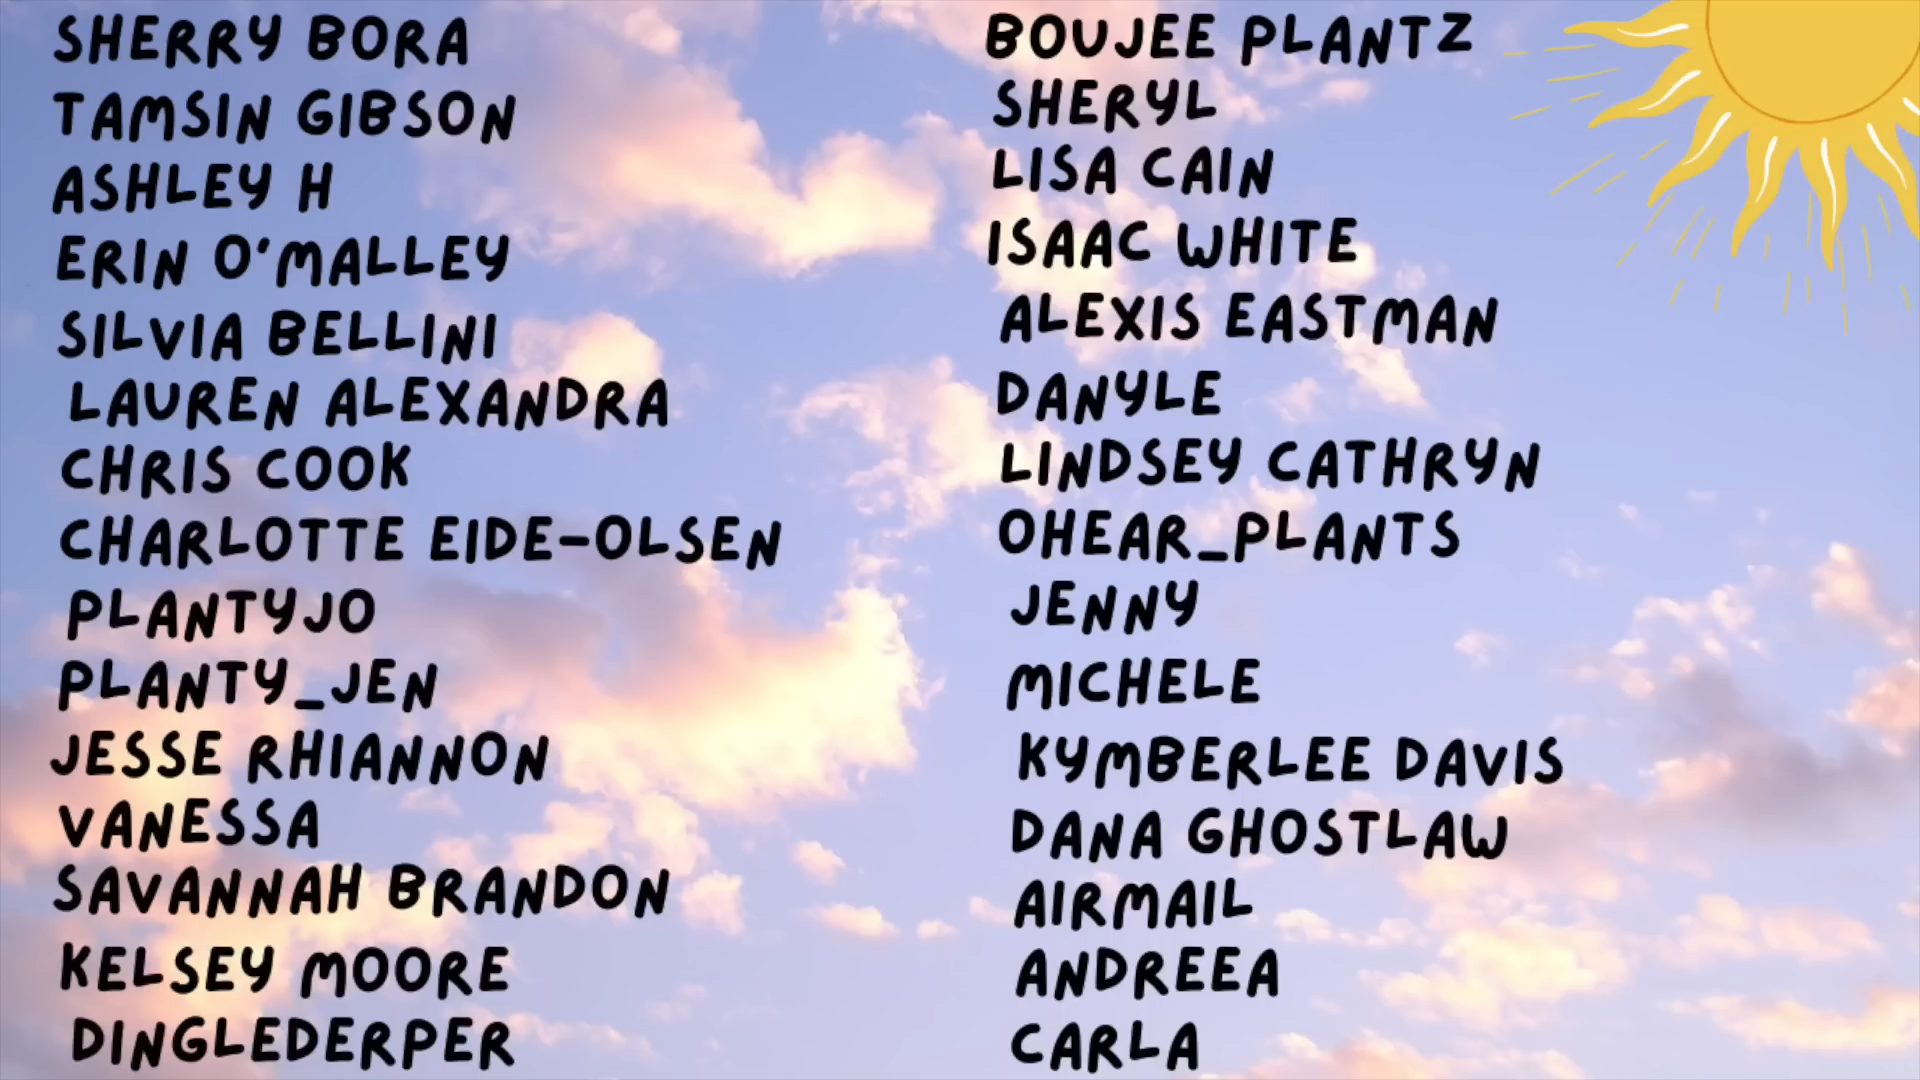 SHERRY BORA
TAMSIN GIBSON
ASHLEY H
ERIN O'MALLEY
SILVIA BELLINI
LAUREN ALEXANDRA
CHRIS COOK
CHARLOTTE EIDE-OLSEN
PLANTYJO
PLANTY_JEN
JESSE RHIANNON
VANESSA
SAVANNAH BRANDON
KELSEY MOORE
DINGLEDERPER
BOUJEE PLANTZ
SHERYL
LISA CAIN
ISAAC WHITE
ALEXIS EASTMAN
DANYLE
LINDSEY CATHRYN
OHEAR_PLANTS
JENNY
MICHELE
KYMBERLEE DAVIS
DANA GHOSTLAW
AIRMAIL
ANDREEA
CARLA